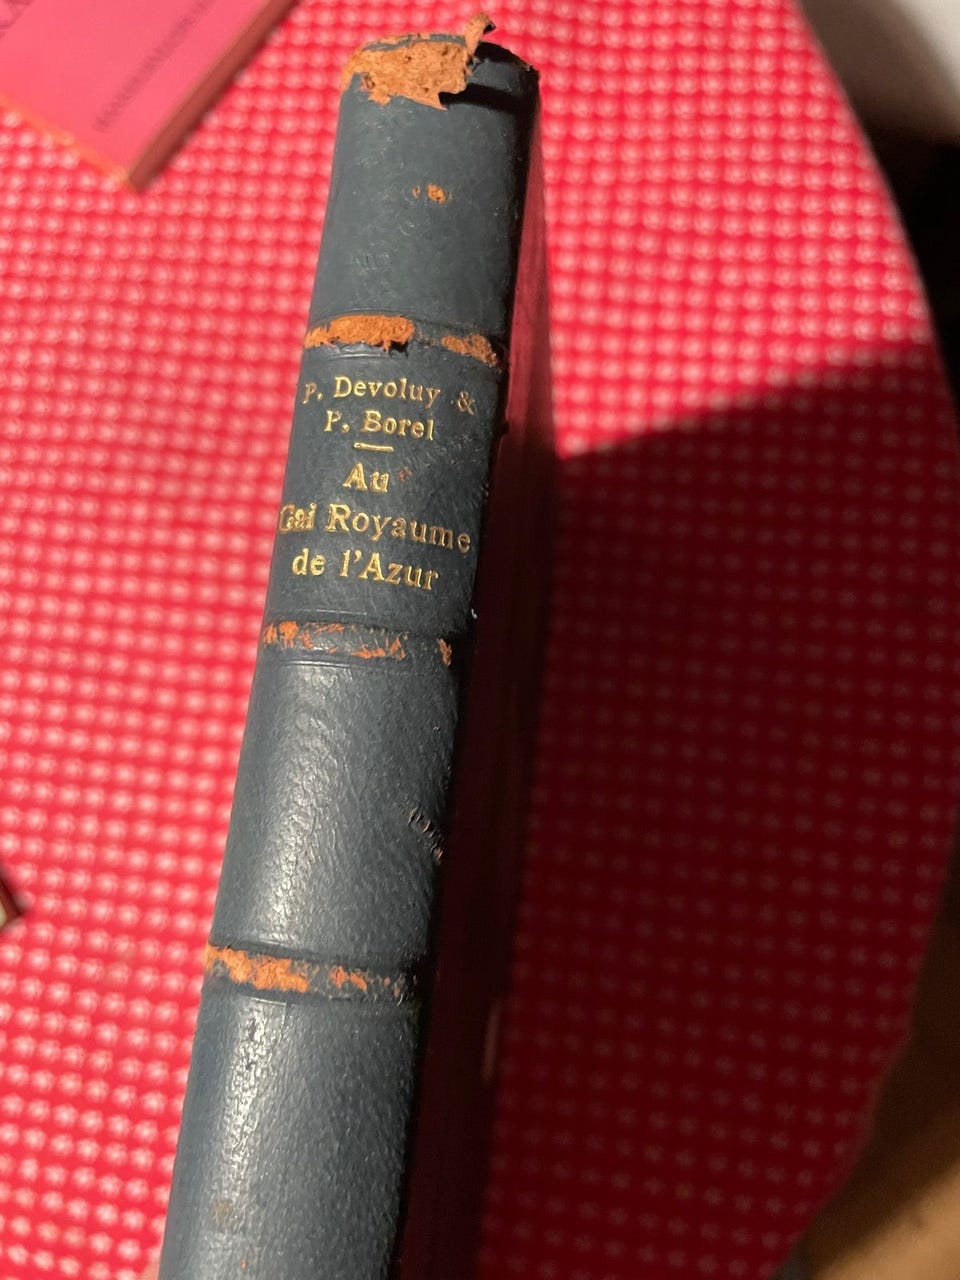 P. Devoluy &
P. Borel
Au
Gai Royaume
de l'Azur